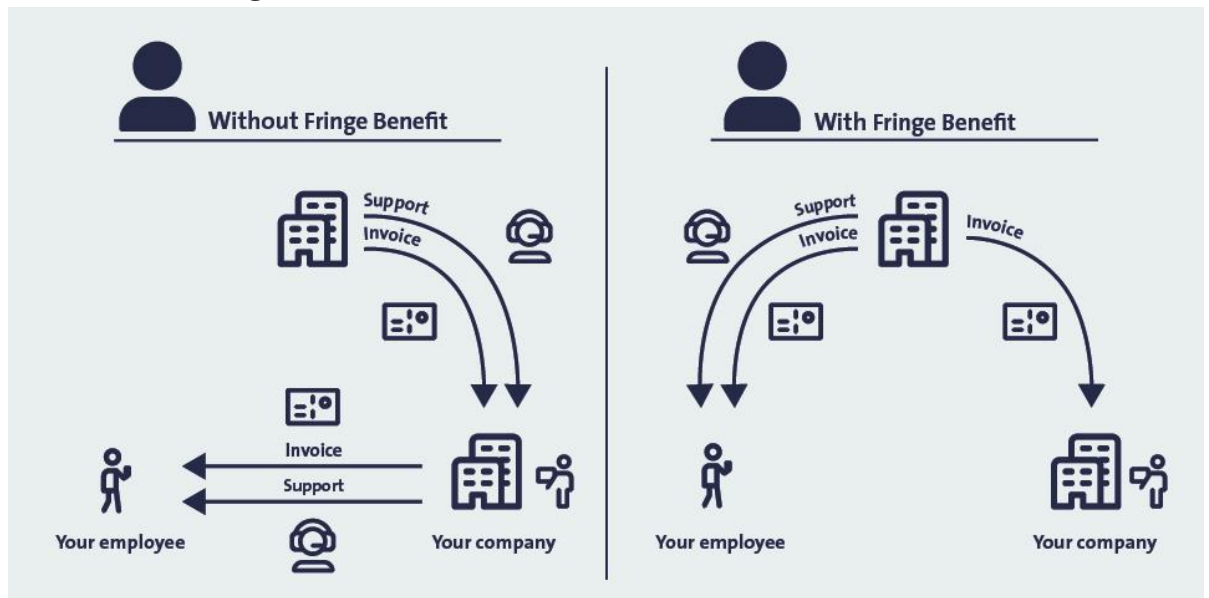 Without Fringe Benefit
Support
Invoice
Invoice
Support
Your employee
Your company
With Fringe Benefit
Support
Invoice
Invoice
Your employee
Your company